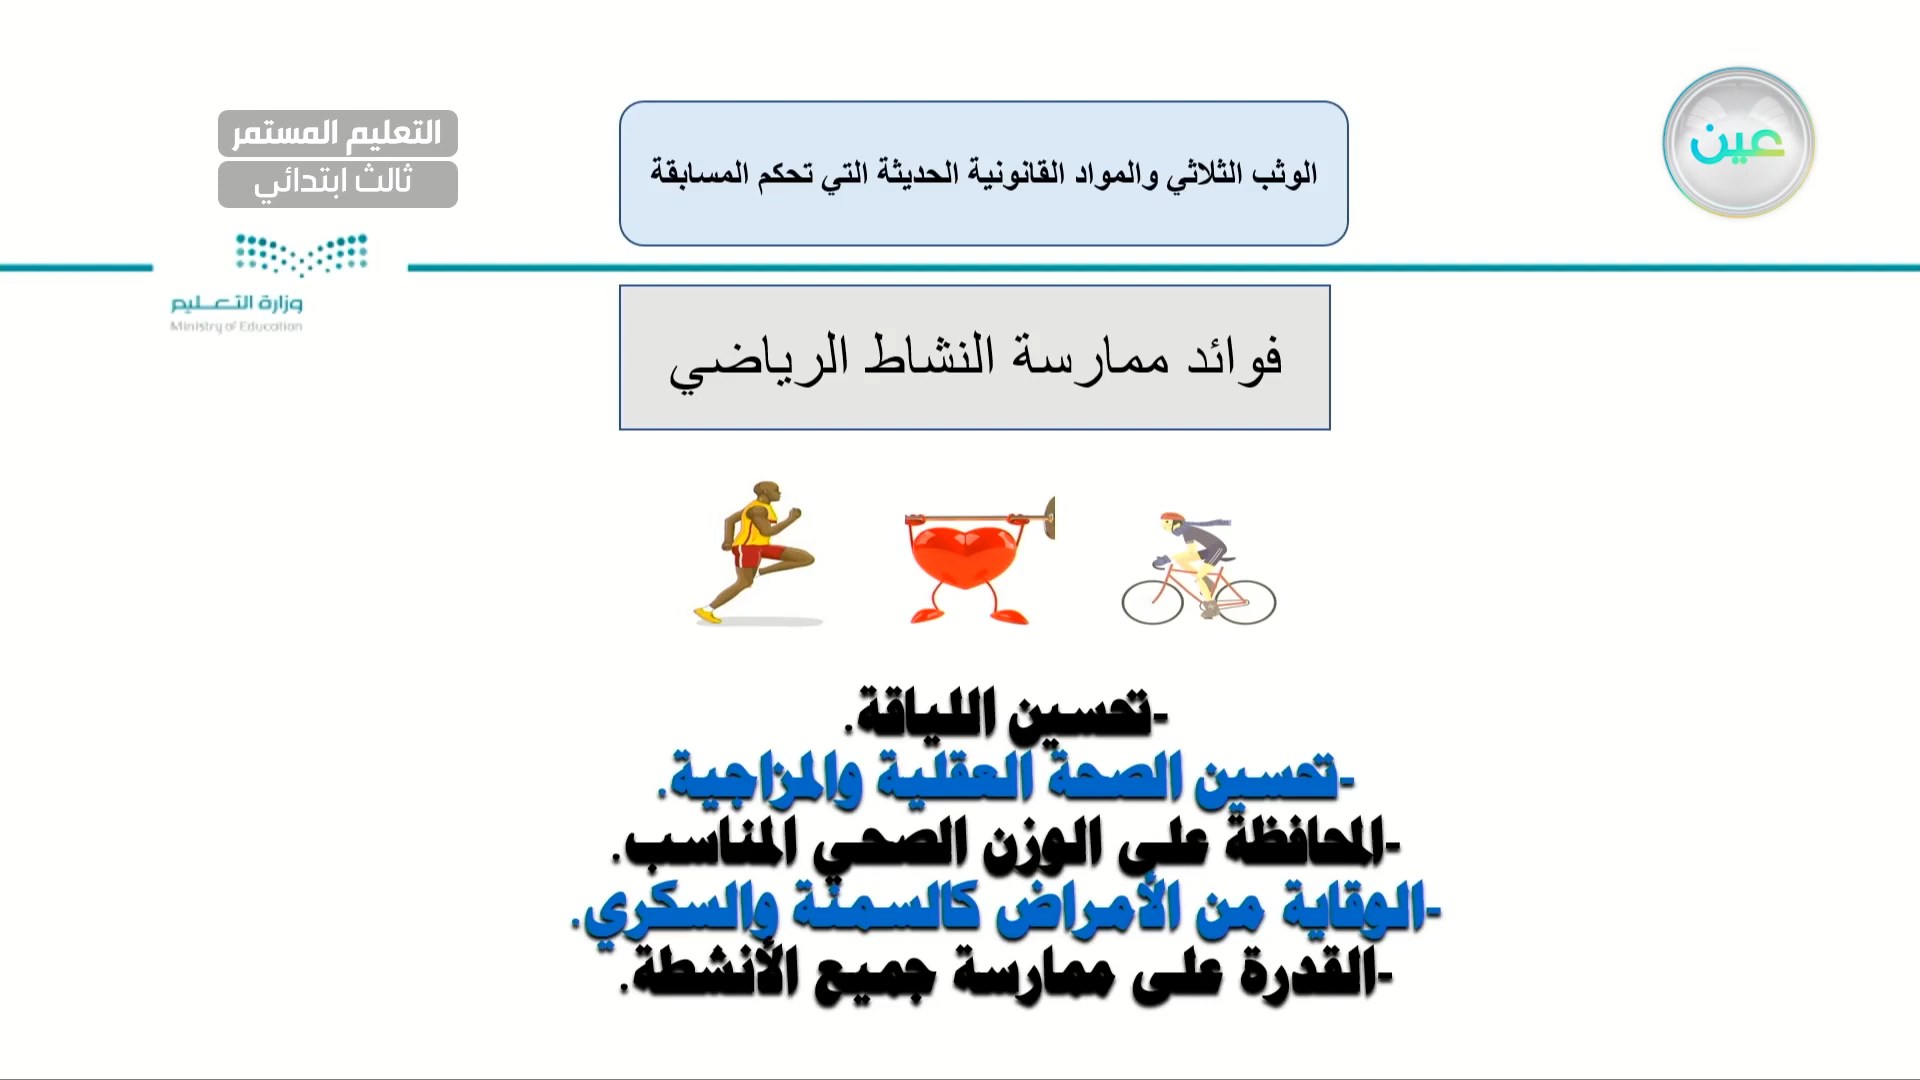 التعليم المستمر
ثالث ابتدائي
الوثب الثلاثي والمواد القانونية الحديثة التي تحكم المسابقة
عين
وزارة التعليم
Ministry of Education
فوائد ممارسة النشاط الرياضي
-تحسين اللياقة.
-تحسين الصحة العقلية والمزاجية.
-المحافظة على الوزن الصحي المناسب.
-الوقاية من الأمراض كالسمنة والسكري.
-القدرة على ممارسة جميع الأنشطة.